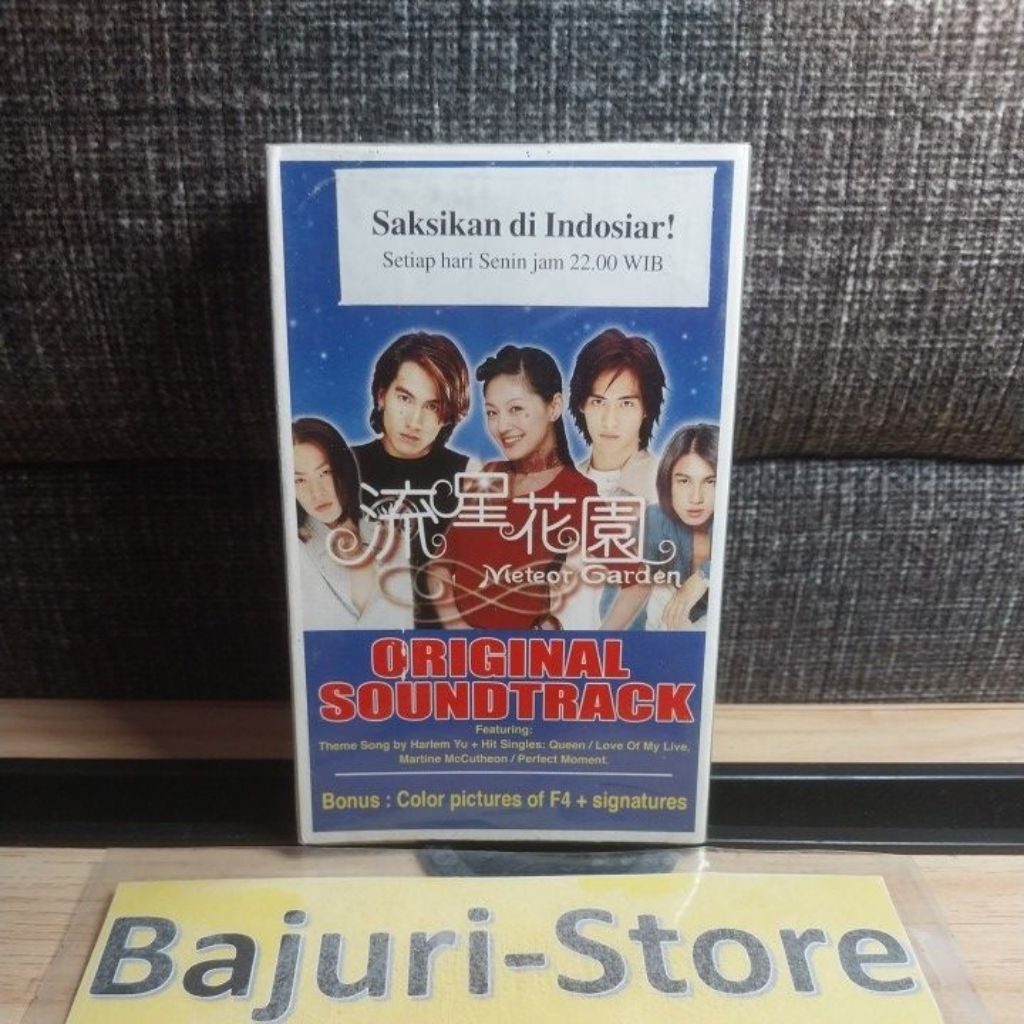 Saksikan di Indosiar!
Setiap hari Senin jam 22.00 WIB
流星花園
Meteor Garden
ORIGINAL
SOUNDTRACK
Featuring:
Theme Song by Harlem Yu + Hit Singles: Queen / Love Of My Live,
Martine McCutheon / Perfect Moment.
Bonus : Color pictures of F4 + signatures
Bajuri-Store